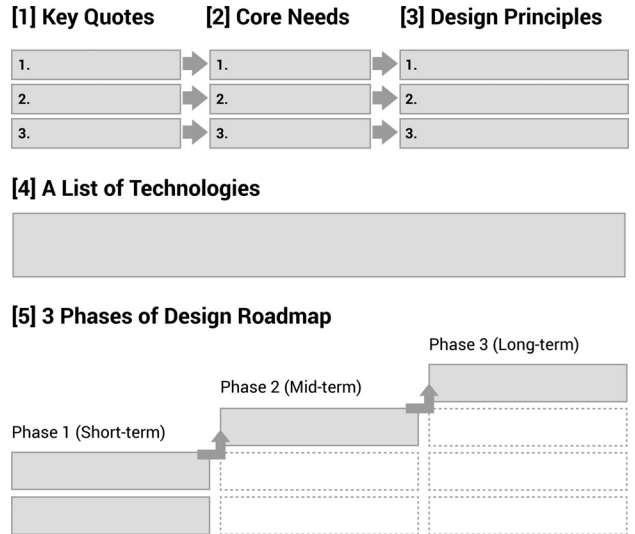 [1] Key Quotes [2] Core Needs [3] Design Principles
1. 1. 1.
2. 2. 2.
3. 3. 3.
[4] A List of Technologies
[5] 3 Phases of Design Roadmap
Phase 3 (Long-term)
Phase 2 (Mid-term)
Phase 1 (Short-term)